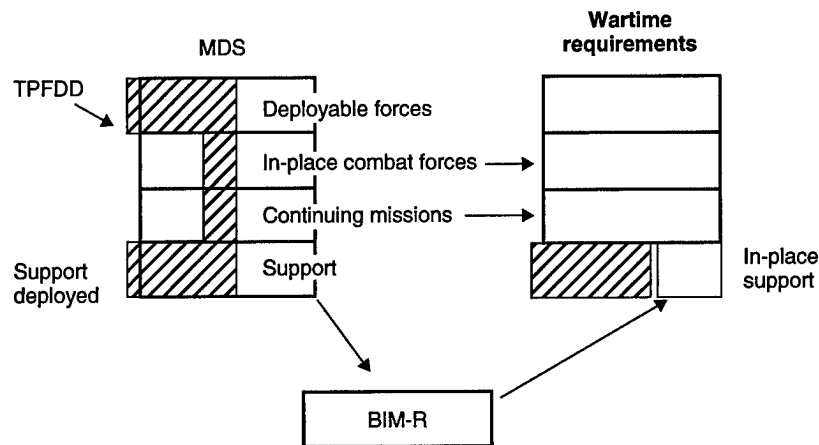 MDS
Wartime
requirements
TPFDD
Deployable forces
In-place combat forces
Continuing missions
Support
Support
deployed
In-place
support
BIM-R